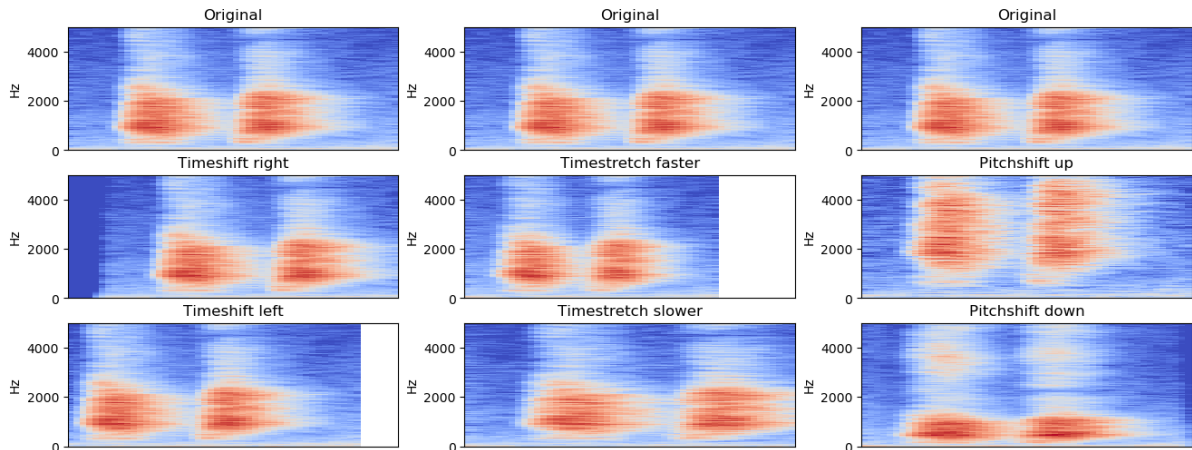 Original Original Original
4000 4000 4000
Hz Hz Hz
2000 2000 2000
0 0 0
Timeshift right Timestretch faster Pitchshift up
4000 4000 4000
Hz Hz Hz
2000 2000 2000
0 0 0
Timeshift left Timestretch slower Pitchshift down
4000 4000 4000
Hz Hz Hz
2000 2000 2000
0 0 0